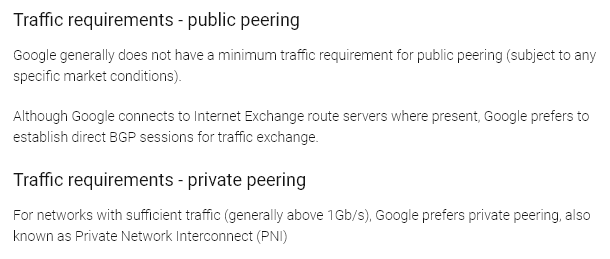 Traffic requirements - public peering
Google generally does not have a minimum traffic requirement for public peering (subject to any
specific market conditions).
Although Google connects to Internet Exchange route servers where present, Google prefers to
establish direct BGP sessions for traffic exchange.
Traffic requirements - private peering
For networks with sufficient traffic (generally above 1Gb/s), Google prefers private peering, also
known as Private Network Interconnect (PNI)